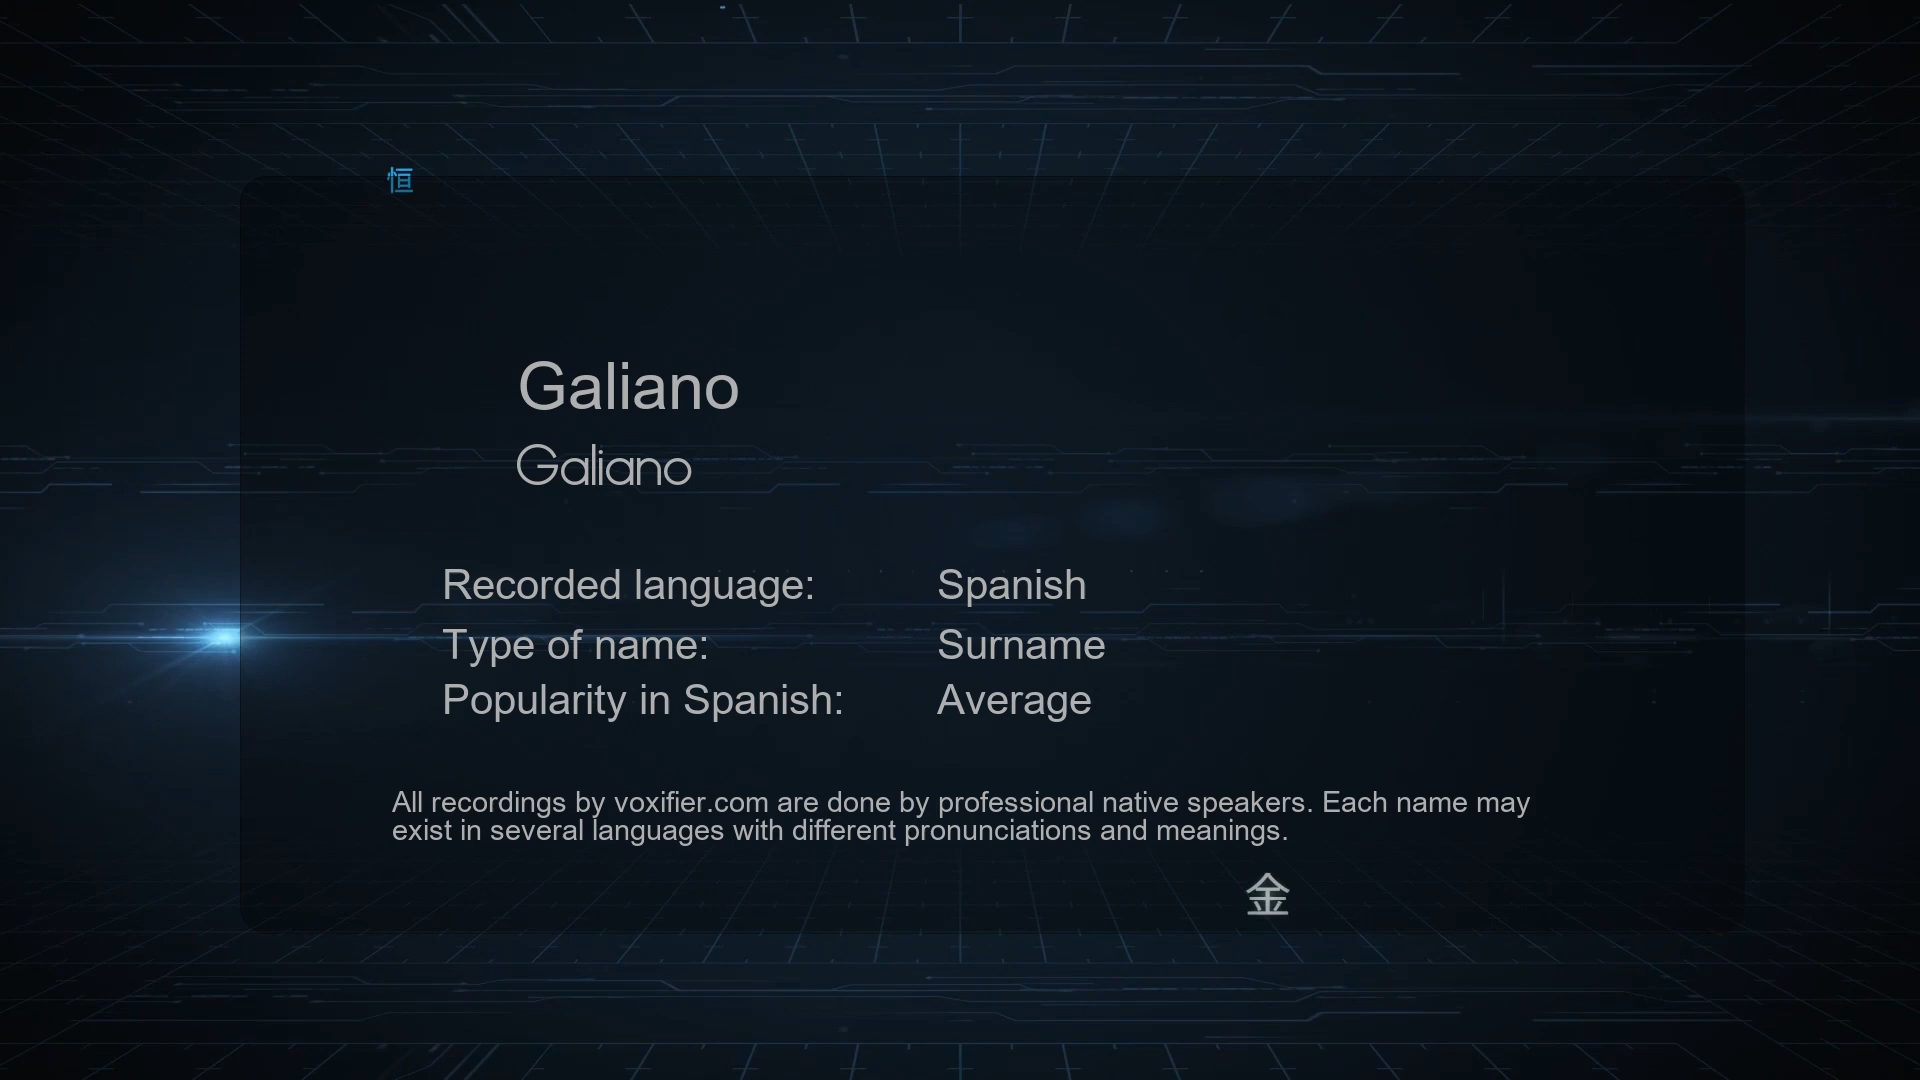 恒
Galiano
Galiano
Recorded language: Spanish
Type of name: Surname
Popularity in Spanish: Average
All recordings by voxifier.com are done by professional native speakers. Each name may
exist in several languages with different pronunciations and meanings.
金